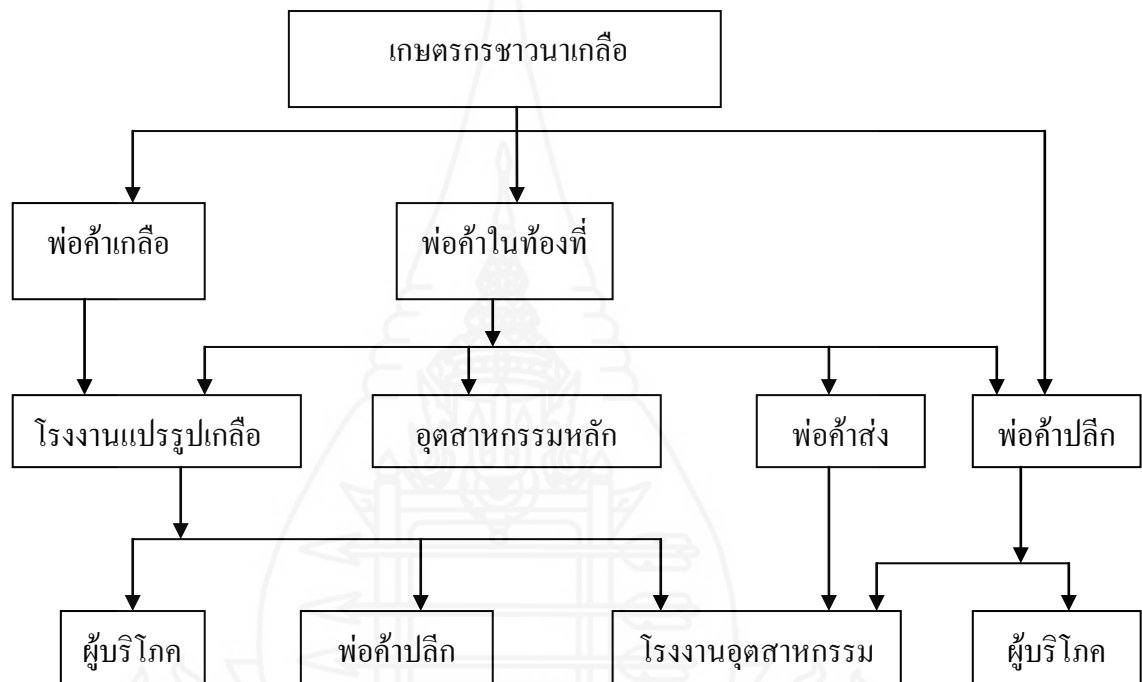 เกษตรกรชาวนาเกลือ
พ่อค้าเกลือ
พ่อค้าในท้องที่
โรงงานแปรรูปเกลือ
อุตสาหกรรมหลัก
พ่อค้าส่ง
พ่อค้าปลีก
ผู้บริโภค
พ่อค้าปลีก
โรงงานอุตสาหกรรม
ผู้บริโภค